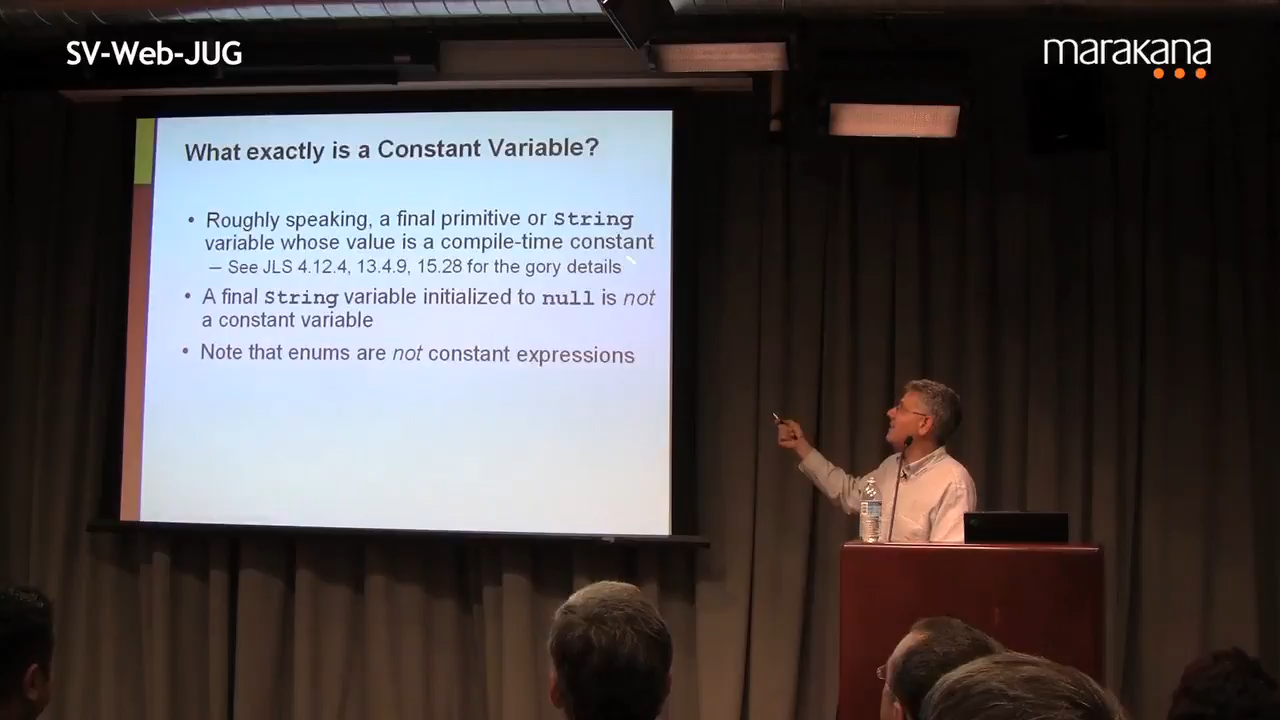 SV-Web-JUG
marakana
What exactly is a Constant Variable?
• Roughly speaking, a final primitive or String
variable whose value is a compile-time constant
– See JLS 4.12.4, 13.4.9, 15.28 for the gory details
• A final String variable initialized to null is not
a constant variable
• Note that enums are not constant expressions